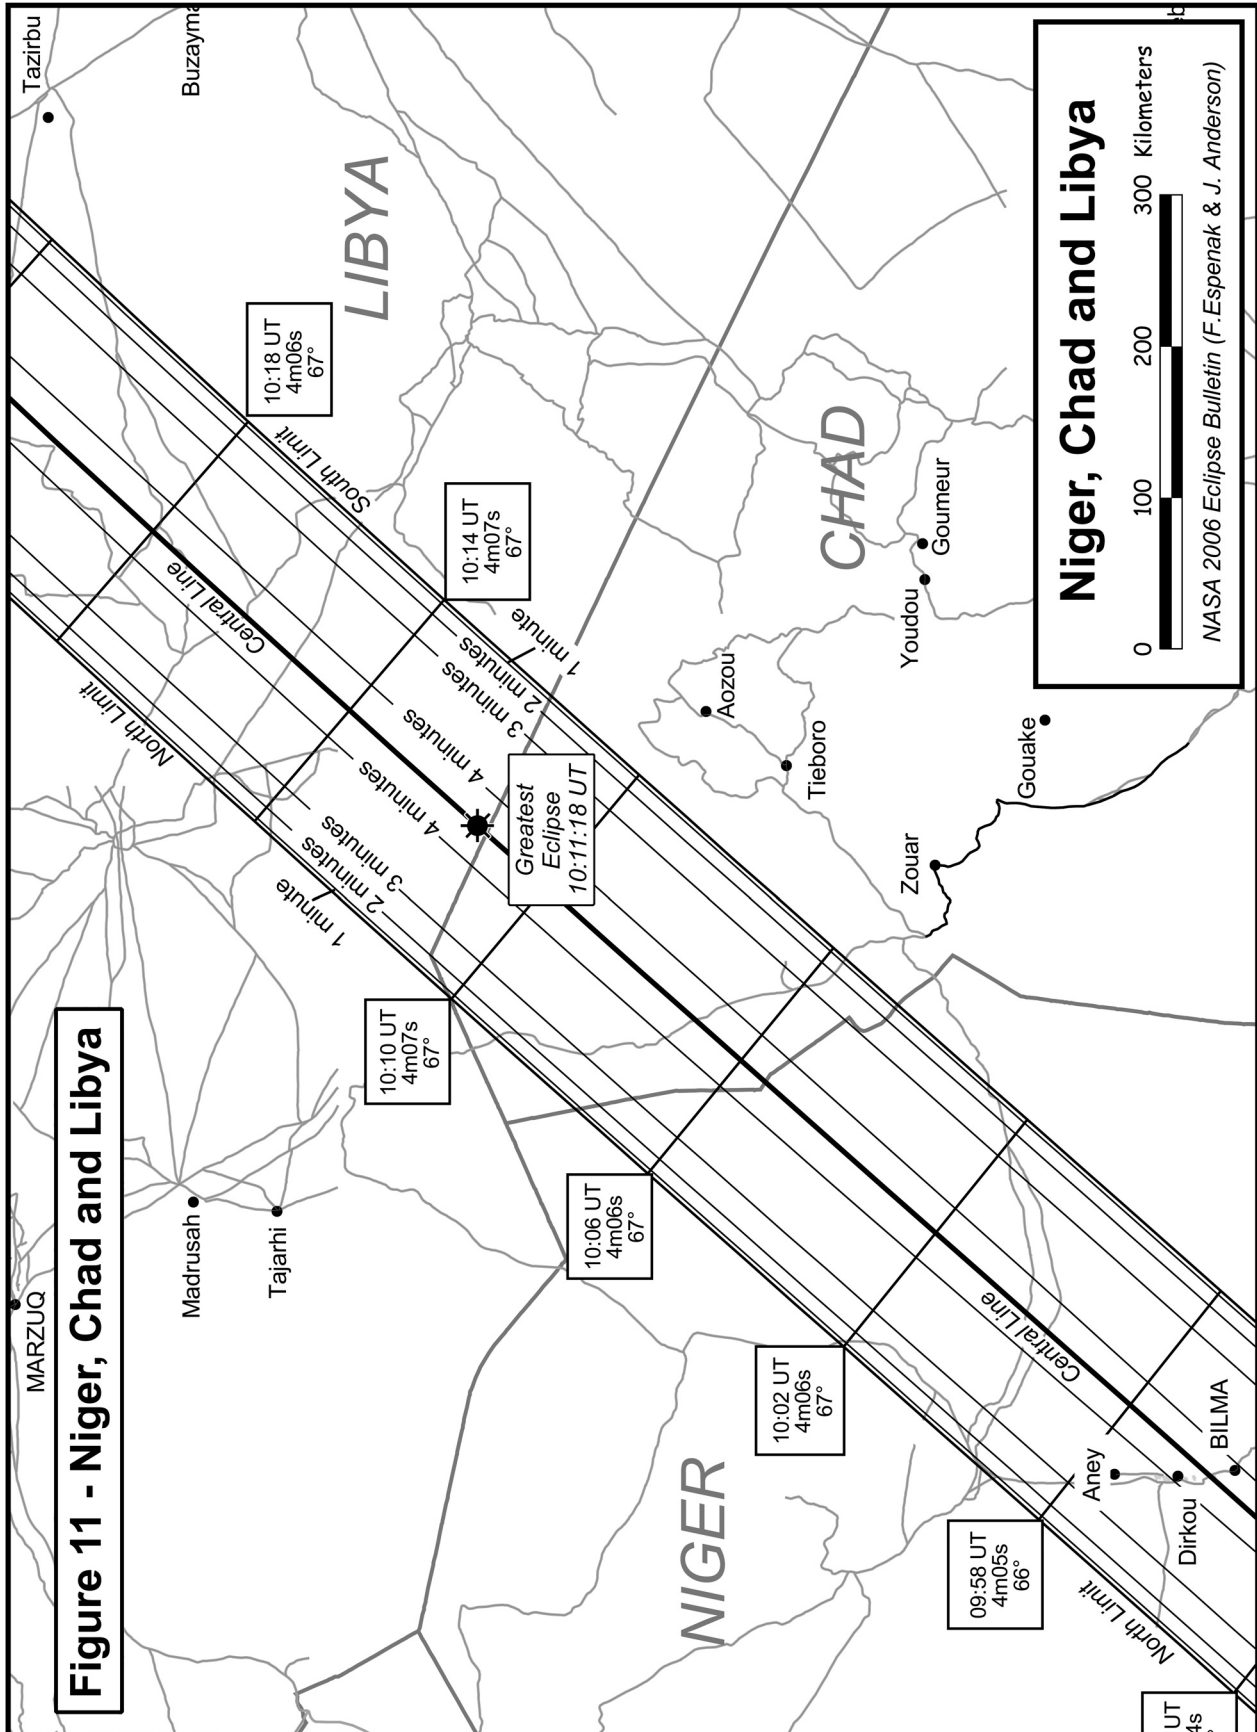 Figure 11 - Niger, Chad and Libya
MARZUQ
Madrusah
Tajarhi
Tazirbu
Buzayma
LIBYA
10:18 UT
4m06s
67°
South Limit
10:14 UT
4m07s
67°
Central Line
North Limit
1 minute
2 minutes
3 minutes
4 minutes
4 minutes
3 minutes
2 minutes
1 minute
Greatest
Eclipse
10:11:18 UT
10:10 UT
4m07s
67°
10:06 UT
4m06s
67°
10:02 UT
4m06s
67°
09:58 UT
4m05s
66°
NIGER
CHAD
Aozou
Tieboro
Youdou
Goumeur
Zouar
Gouake
Central Line
Aney
Dirkou
BILMA
North Limit
UT
4s
Niger, Chad and Libya
0 100 200 300 Kilometers
NASA 2006 Eclipse Bulletin (F.Espenak & J. Anderson)